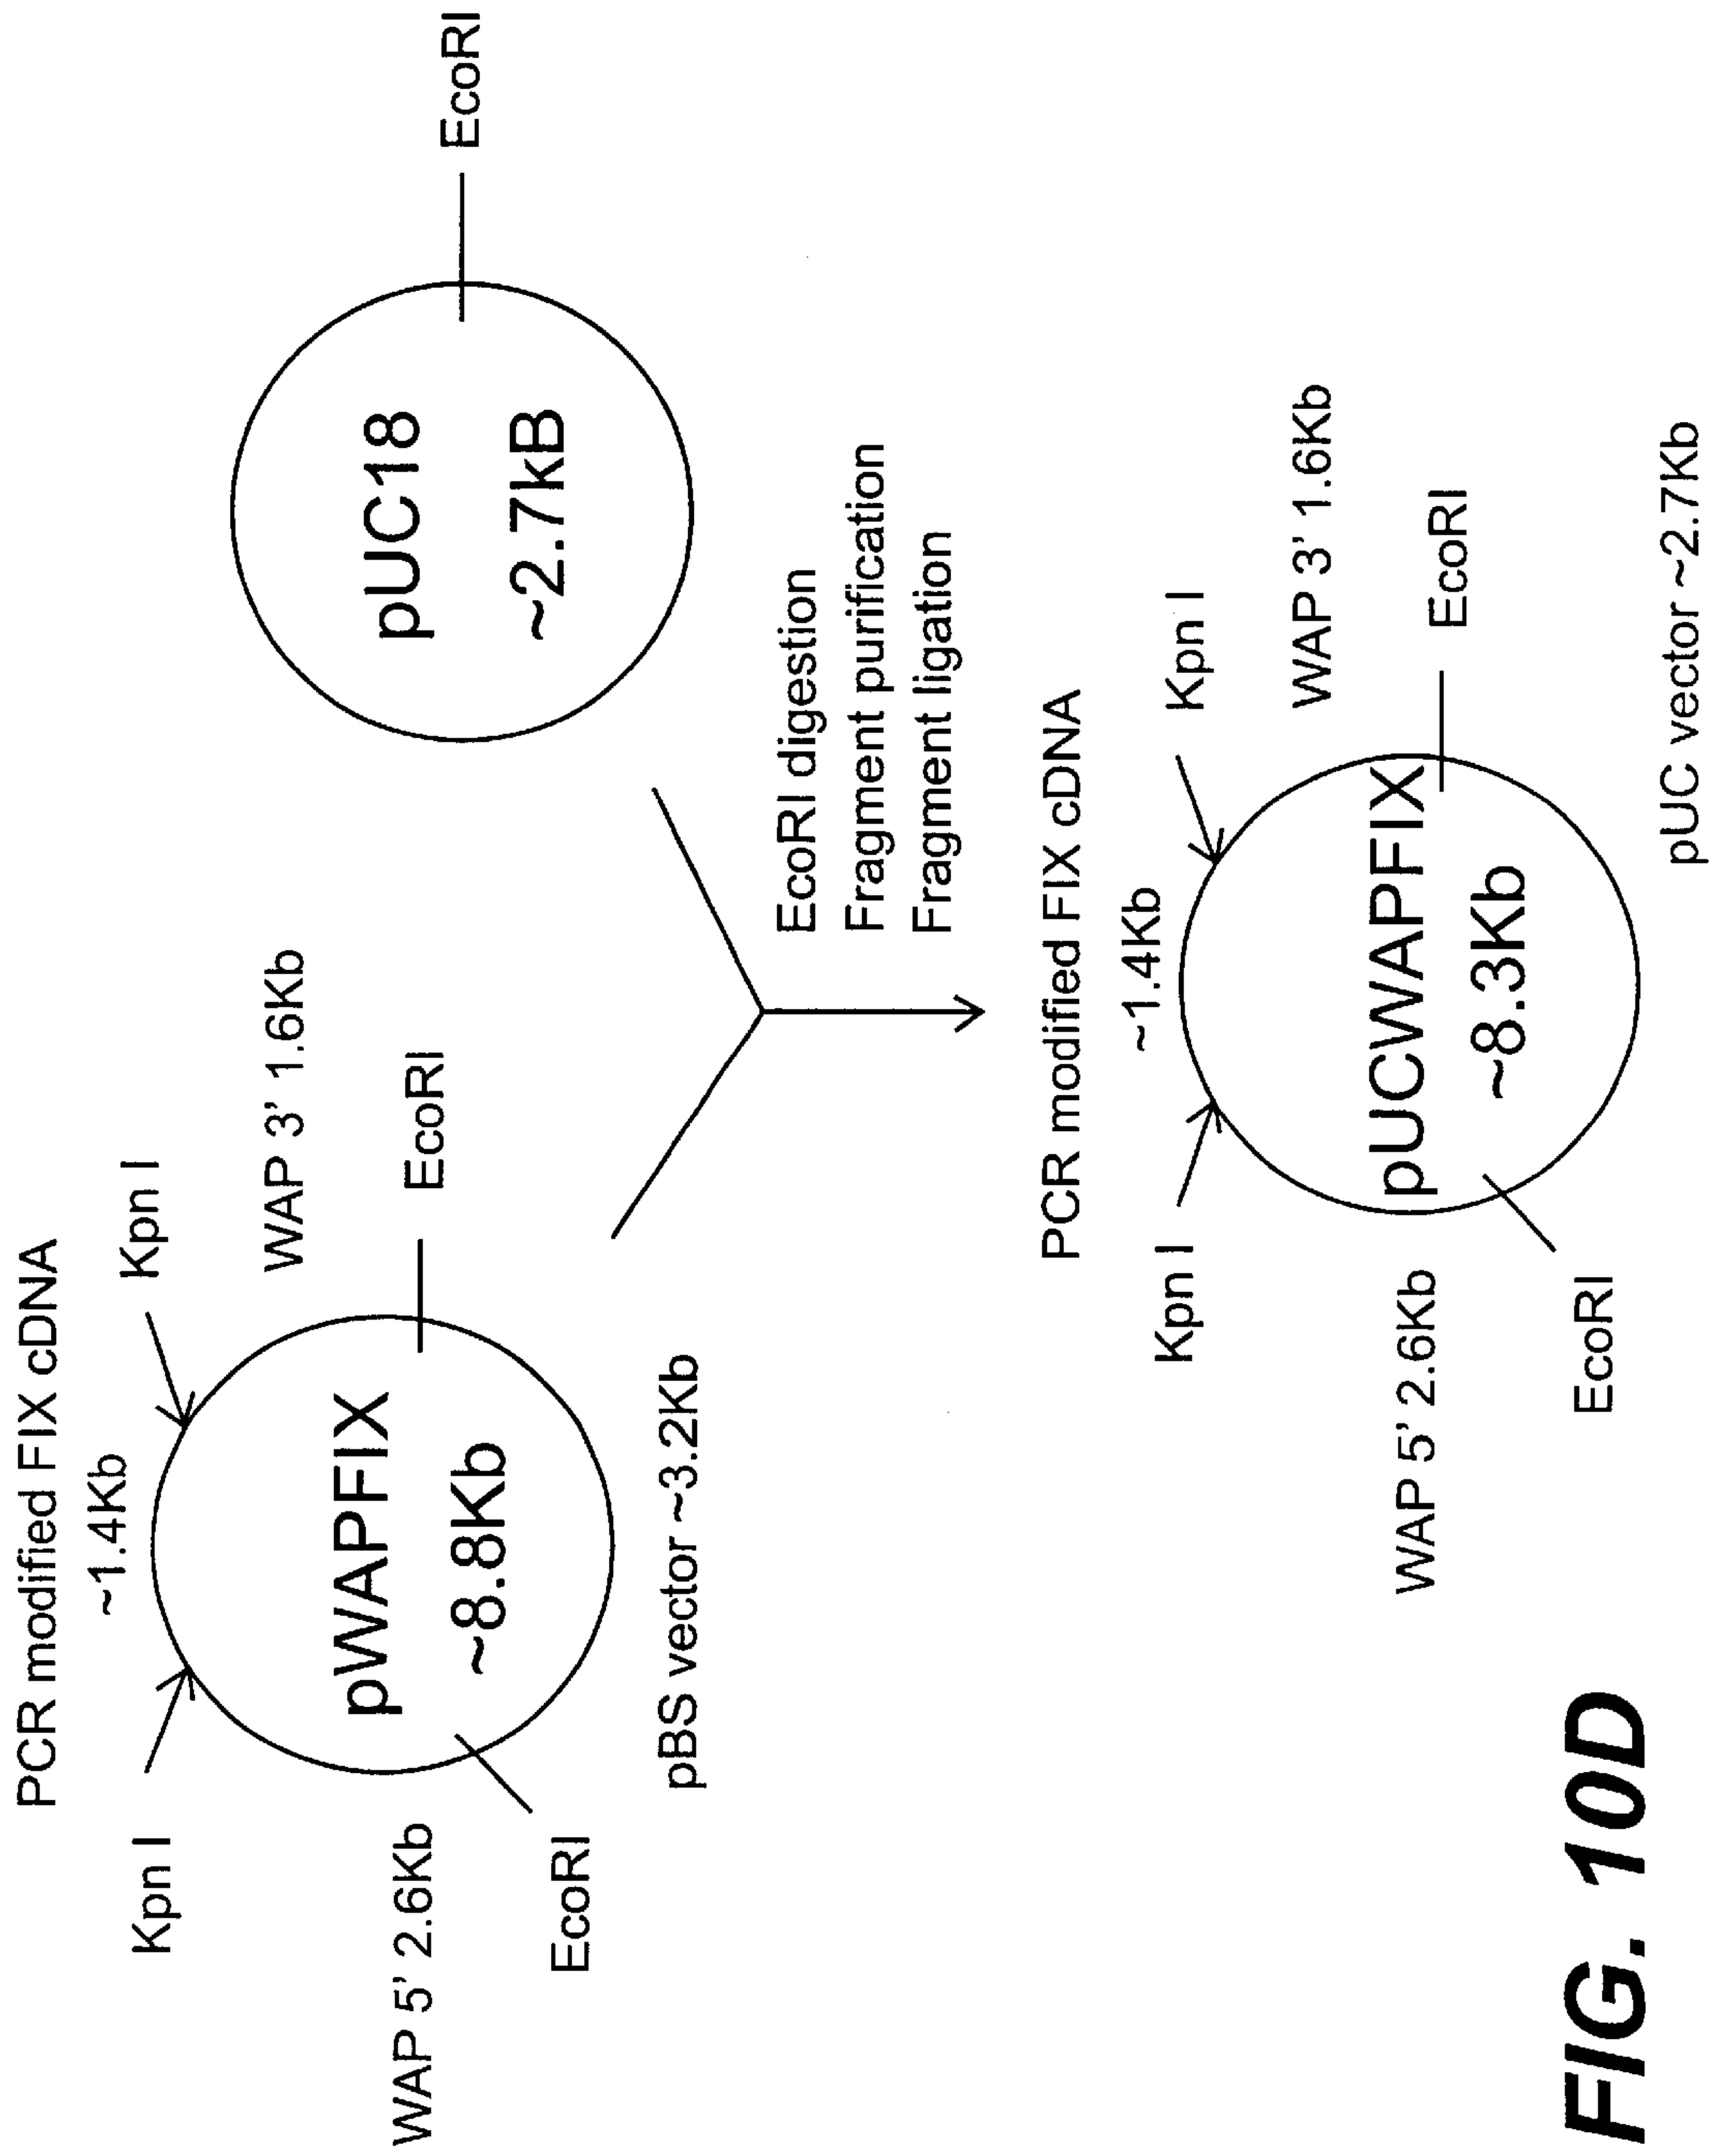 PCR modified FIX cDNA
~1.4Kb
Kpn I
Kpn I
WAP 5' 2.6Kb
WAP 3' 1.6Kb
pWAPFIX
~8.8Kb
EcoRI
EcoRI
pBS vector ~3.2Kb
pUC18
~2.7kB
EcoRI
EcoRI digestion
Fragment purification
Fragment ligation
PCR modified FIX cDNA
~1.4Kb
Kpn I
Kpn I
WAP 5' 2.6Kb
WAP 3' 1.6Kb
pUCWAPFIX
~8.3Kb
EcoRI
EcoRI
pUC vector ~2.7Kb
FIG. 10D